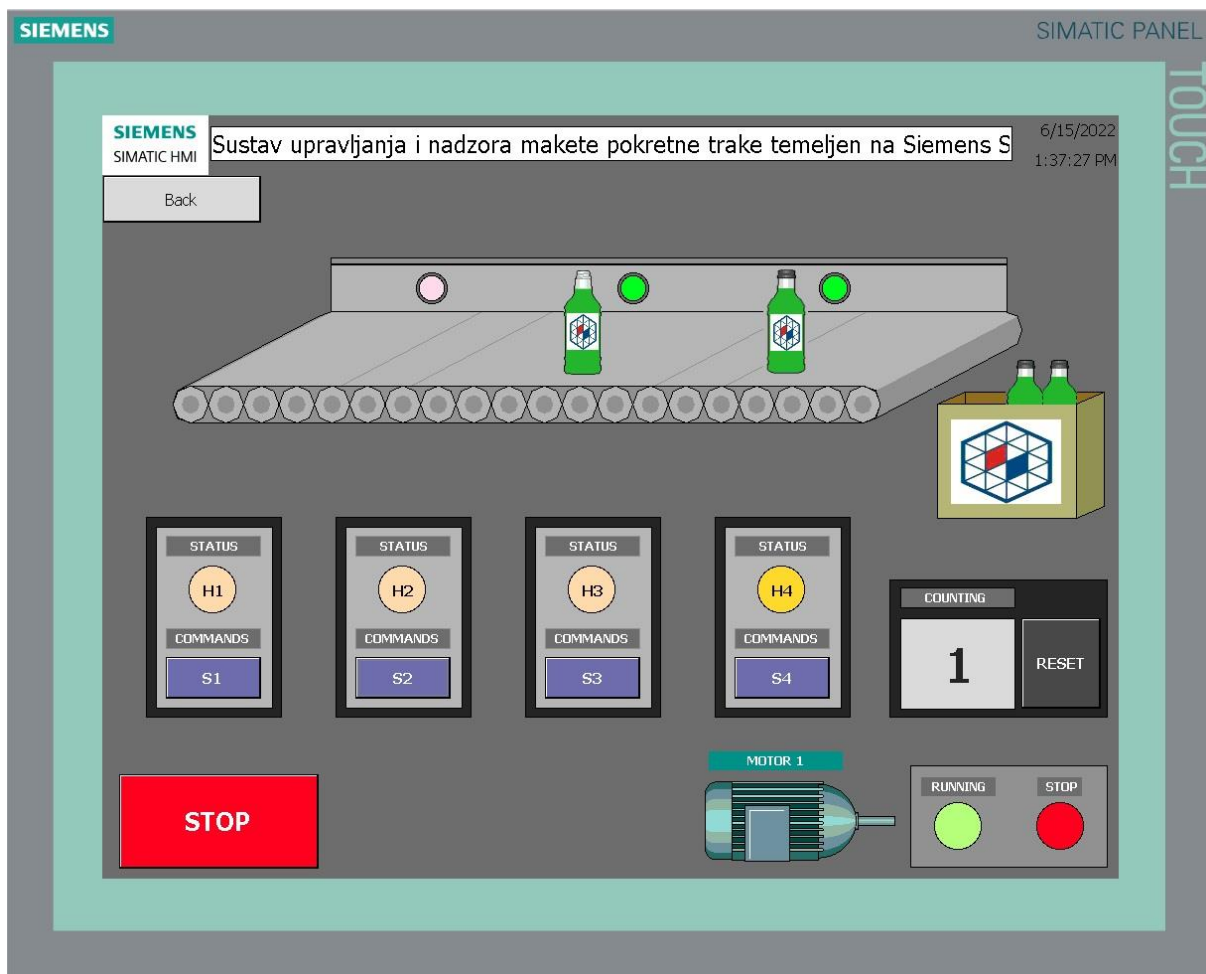 SIEMENS
SIMATIC PANEL
TOUCH
SIEMENS
SIMATIC HMI
Sustav upravljanja i nadzora makete pokretne trake temeljen na Siemens S
6/15/2022
1:37:27 PM
Back
STATUS
H1
COMMANDS
S1
STATUS
H2
COMMANDS
S2
STATUS
H3
COMMANDS
S3
STATUS
H4
COMMANDS
S4
COUNTING
1
RESET
STOP
MOTOR 1
RUNNING
STOP